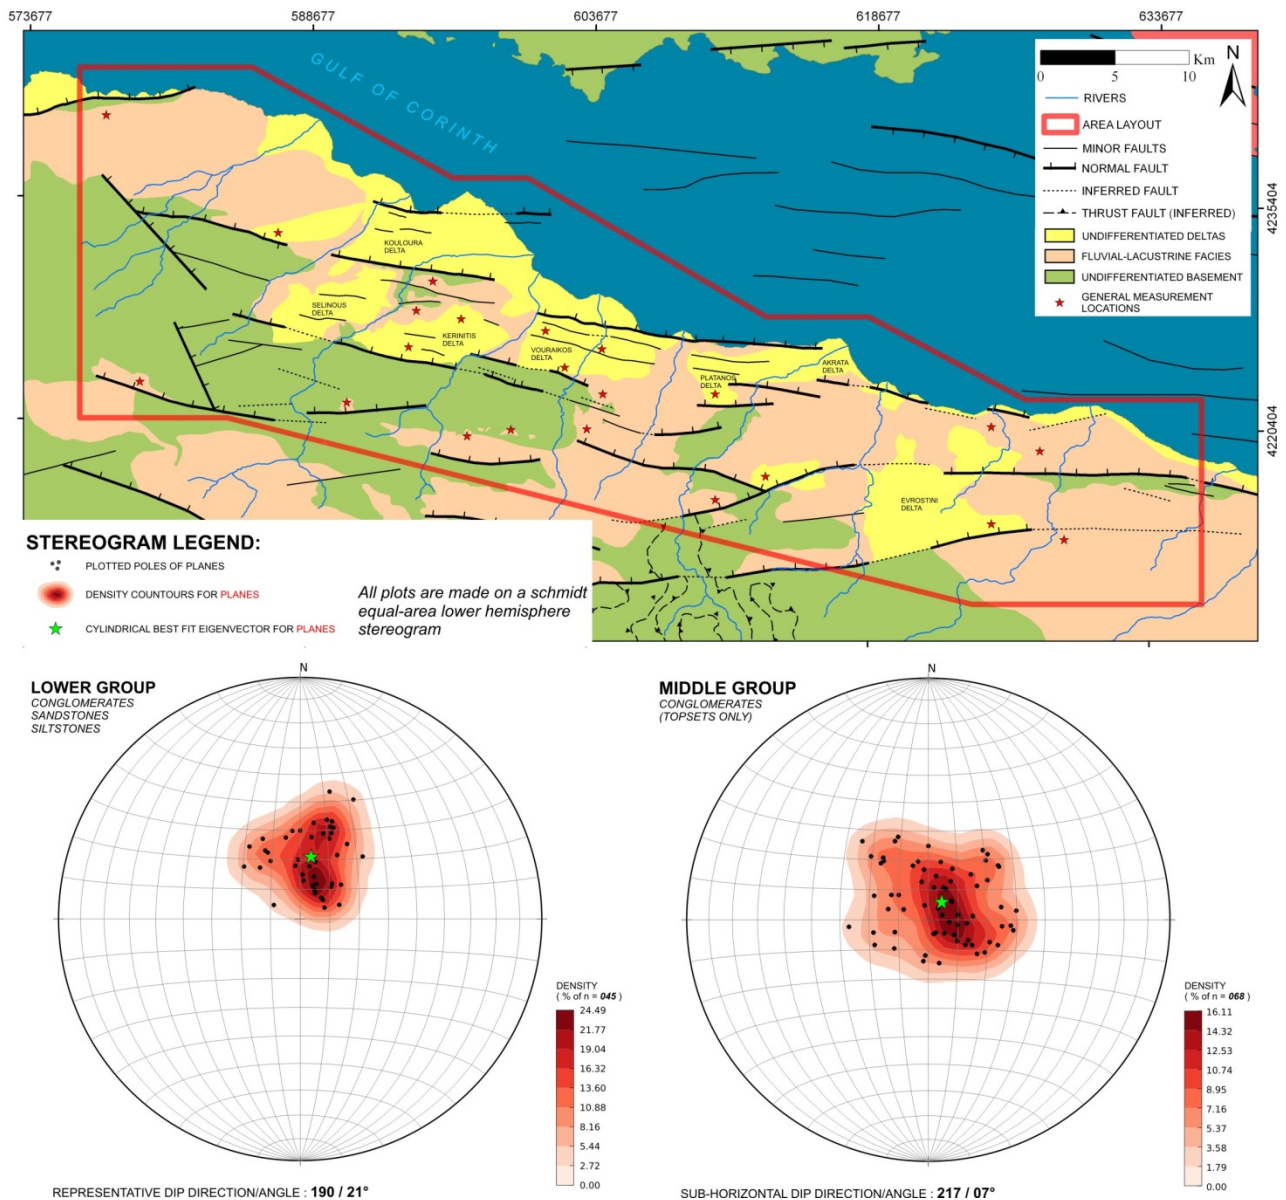 573677
588677
603677
618677
633677
GULF OF CORINTH
0 5 10 Km
N
RIVERS
AREA LAYOUT
MINOR FAULTS
NORMAL FAULT
INFERRED FAULT
THRUST FAULT (INFERRED)
UNDIFFERENTIATED DELTAS
FLUVIAL-LACUSTRINE FACIES
UNDIFFERENTIATED BASEMENT
GENERAL MEASUREMENT
LOCATIONS
4235404
4220404
KOULOURA
DELTA
SELINOUS
DELTA
KERINITIS
DELTA
VOURAIKOS
DELTA
PLATANOS
DELTA
AKRATA
DELTA
EVROSTINI
DELTA
STEREOGRAM LEGEND:
PLOTTED POLES OF PLANES
DENSITY COUNTOURS FOR PLANES
CYLINDRICAL BEST FIT EIGENVECTOR FOR PLANES
All plots are made on a schmidt
equal-area lower hemisphere
stereogram
LOWER GROUP
CONGLOMERATES
SANDSTONES
SILTSTONES
N
DENSITY
( % of n = 045 )
24.49
21.77
19.04
16.32
13.60
10.88
8.16
5.44
2.72
0.00
REPRESENTATIVE DIP DIRECTION/ANGLE : 190 / 21°
MIDDLE GROUP
CONGLOMERATES
(TOPSETS ONLY)
N
DENSITY
( % of n = 068 )
16.11
14.32
12.53
10.74
8.95
7.16
5.37
3.58
1.79
0.00
SUB-HORIZONTAL DIP DIRECTION/ANGLE : 217 / 07°